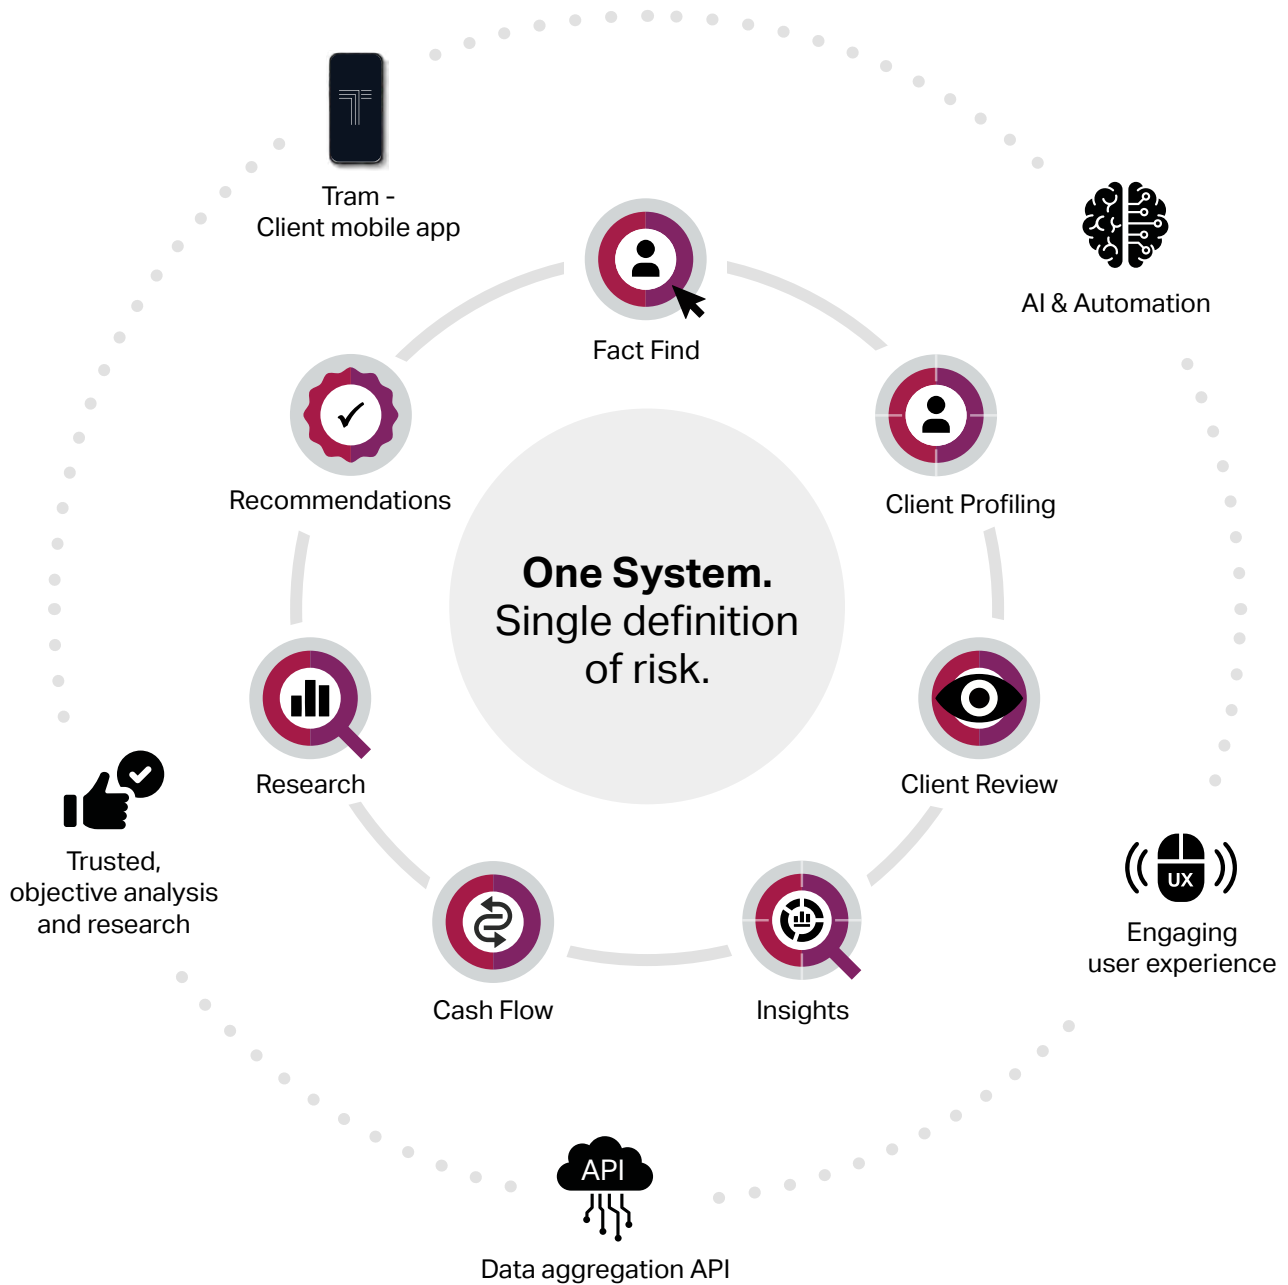 Tram -
Client mobile app
AI & Automation
Fact Find
Client Profiling
Recommendations
One System.
Single definition
of risk.
Research
Client Review
Trusted,
objective analysis
and research
UX
Engaging
user experience
Cash Flow
Insights
API
Data aggregation API